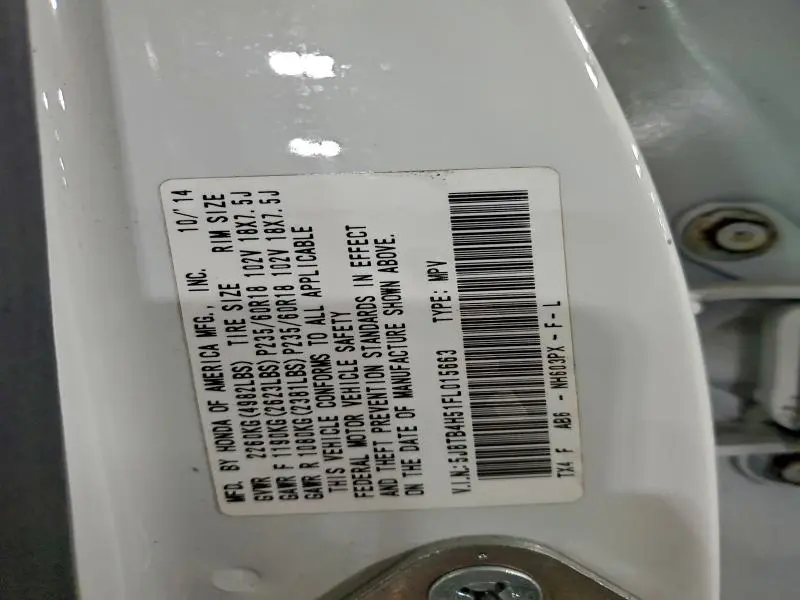 MFD. BY HONDA OF AMERICA MFG., INC. 10/'14
GVWR 2260KG(4982LBS) TIRE SIZE RIM SIZE
GAWR F 1190KG(2623LBS)P235/60R18 102V 18X7.5J
GAWR R 1080KG(2381LBS)P235/60R18 102V 18X7.5J
THIS VEHICLE CONFORMS TO ALL APPLICABLE
FEDERAL MOTOR VEHICLE SAFETY
AND THEFT PREVENTION STANDARDS IN EFFECT
ON THE DATE OF MANUFACTURE SHOWN ABOVE.
V.I.N:5J8TB4H51FL015663 TYPE: MPV
TX4 F AB6 -NH603PX-F-L